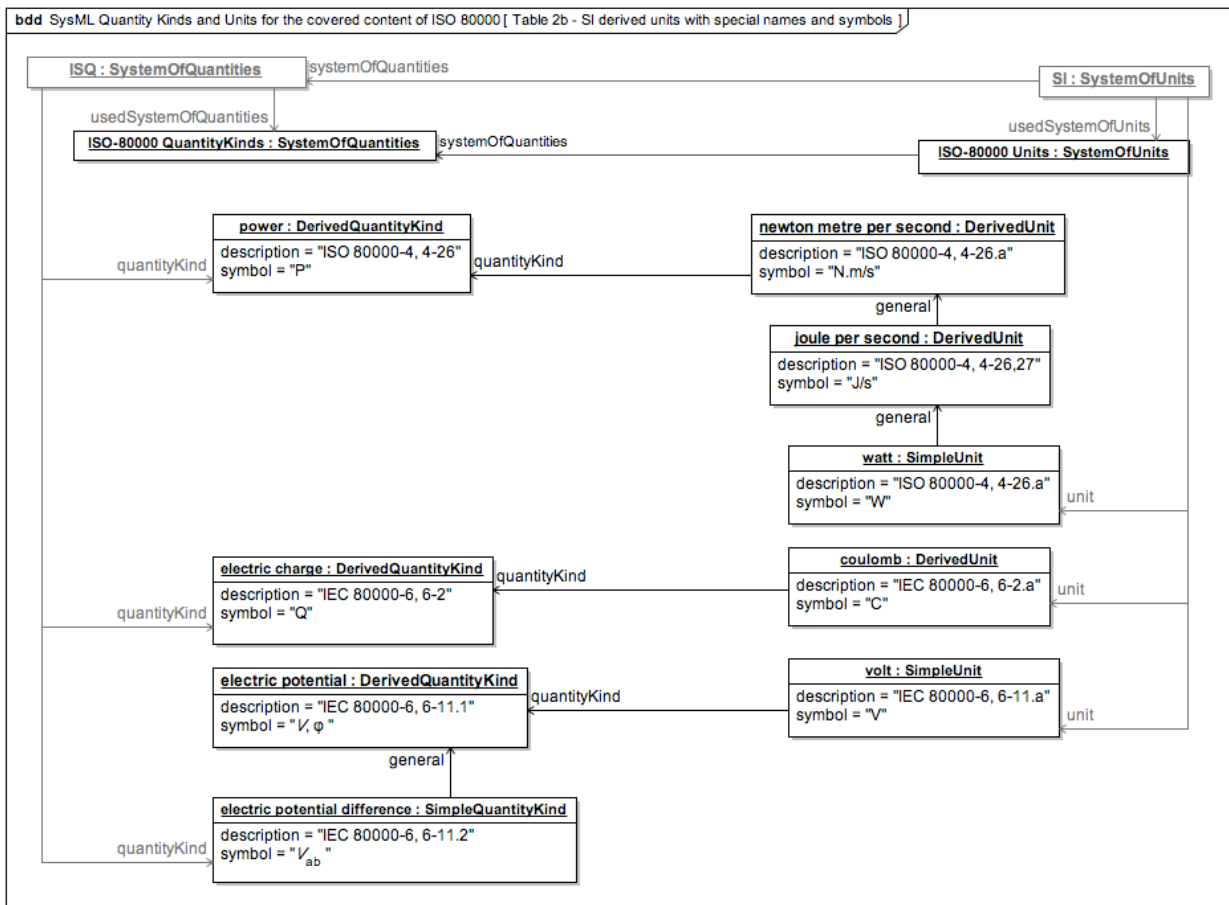 bdd SysML Quantity Kinds and Units for the covered content of ISO 80000 [ Table 2b - SI derived units with special names and symbols ]
ISQ : SystemOfQuantities
systemOfQuantities
SI : SystemOfUnits
usedSystemOfQuantities
usedSystemOfUnits
ISO-80000 QuantityKinds : SystemOfQuantities
systemOfQuantities
ISO-80000 Units : SystemOfUnits
power : DerivedQuantityKind
description = "ISO 80000-4, 4-26"
symbol = "P"
quantityKind
quantityKind
newton metre per second : DerivedUnit
description = "ISO 80000-4, 4-26.a"
symbol = "N.m/s"
general
joule per second : DerivedUnit
description = "ISO 80000-4, 4-26,27"
symbol = "J/s"
general
watt : SimpleUnit
description = "ISO 80000-4, 4-26.a"
symbol = "W"
unit
electric charge : DerivedQuantityKind
description = "IEC 80000-6, 6-2"
symbol = "Q"
quantityKind
quantityKind
coulomb : DerivedUnit
description = "IEC 80000-6, 6-2.a"
symbol = "C"
unit
electric potential : DerivedQuantityKind
description = "IEC 80000-6, 6-11.1"
symbol = "V, φ "
quantityKind
volt : SimpleUnit
description = "IEC 80000-6, 6-11.a"
symbol = "V"
unit
general
electric potential difference : SimpleQuantityKind
description = "IEC 80000-6, 6-11.2"
symbol = "Vab "
quantityKind